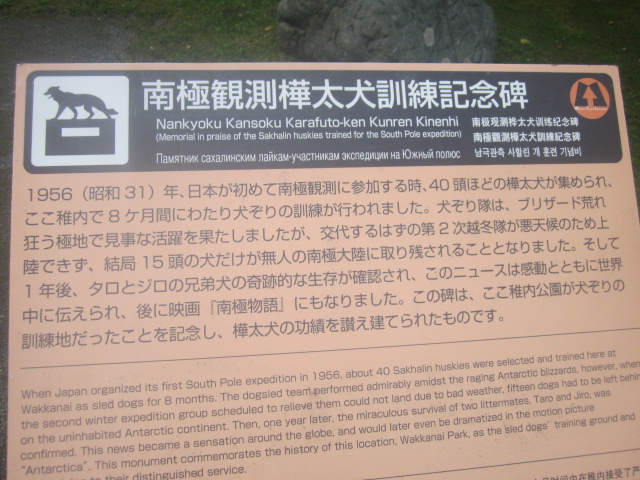 南極観測樺太犬訓練記念碑
Nankyoku Kansoku Karafuto-ken Kunren Kinenhi
(Memorial in praise of the Sakhalin huskies trained for the South Pole expedition)
Памятник сахалинским лайкам-участникам экспедиции на Южный полюс
南极观测桦太犬训练纪念碑
南極觀測樺太犬訓練紀念碑
남극관측 사할린 개 훈련 기념비
1956（昭和31）年、日本が初めて南極観測に参加する時、40頭ほどの樺太犬が集められ、
ここ稚内で8ケ月間にわたり犬ぞりの訓練が行われました。犬ぞり隊は、ブリザード荒れ
狂う極地で見事な活躍を果たしましたが、交代するはずの第2次越冬隊が悪天候のため上
陸できず、結局15頭の犬だけが無人の南極大陸に取り残されることとなりました。そして
1年後、タロとジロの兄弟犬の奇跡的な生存が確認され、このニュースは感動とともに世界
中に伝えられ、後に映画『南極物語』にもなりました。この碑は、ここ稚内公園が犬ぞりの
訓練地だったことを記念し、樺太犬の功績を讃え建てられたものです。
When Japan organized its first South Pole expedition in 1956, about 40 Sakhalin huskies were selected and trained here at
Wakkanai as sled dogs for 8 months. The dogsled team performed admirably amidst the raging Antarctic blizzards, however, when
the second winter expedition group scheduled to relieve them could not land due to bad weather, fifteen dogs had to be left behind
on the uninhabited Antarctic continent. Then, one year later, the miraculous survival of two littermates, Taro and Jiro, was
confirmed. This news became a sensation around the globe, and would later even be dramatized in the motion picture
"Antarctica". This monument commemorates the history of this location, Wakkanai Park, as the sled dogs' training ground and
to their distinguished service.